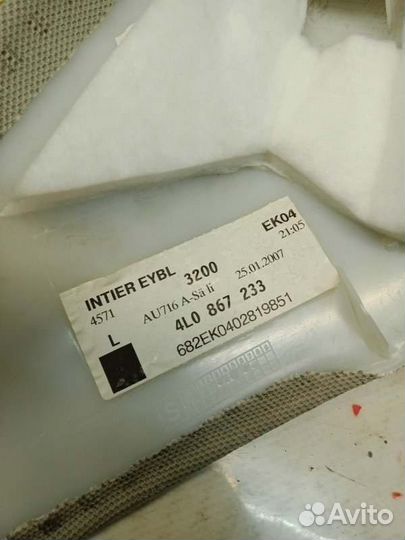 INTIER EYBL 3200 EK04
4571 AU716 A-Sä li 25.01.2007 21:05
L 4L0 867 233
682EK0402819851
Avito